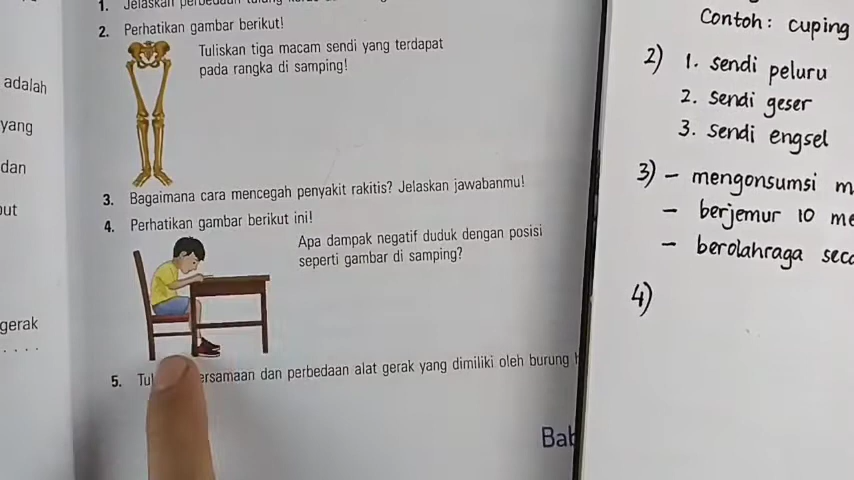 1. Jelaskan
2. Perhatikan gambar berikut!
Tuliskan tiga macam sendi yang terdapat
pada rangka di samping!
3. Bagaimana cara mencegah penyakit rakitis? Jelaskan jawabanmu!
4. Perhatikan gambar berikut ini!
Apa dampak negatif duduk dengan posisi
seperti gambar di samping?
5. Tul ersamaan dan perbedaan alat gerak yang dimiliki oleh burung
Bab
adalah
yang
dan
ut
gerak
. . . .
Contoh: cuping
2) 1. sendi peluru
2. sendi geser
3. sendi engsel
3) - mengonsumsi m
- berjemur 10 me
- berolahraga seca
4)